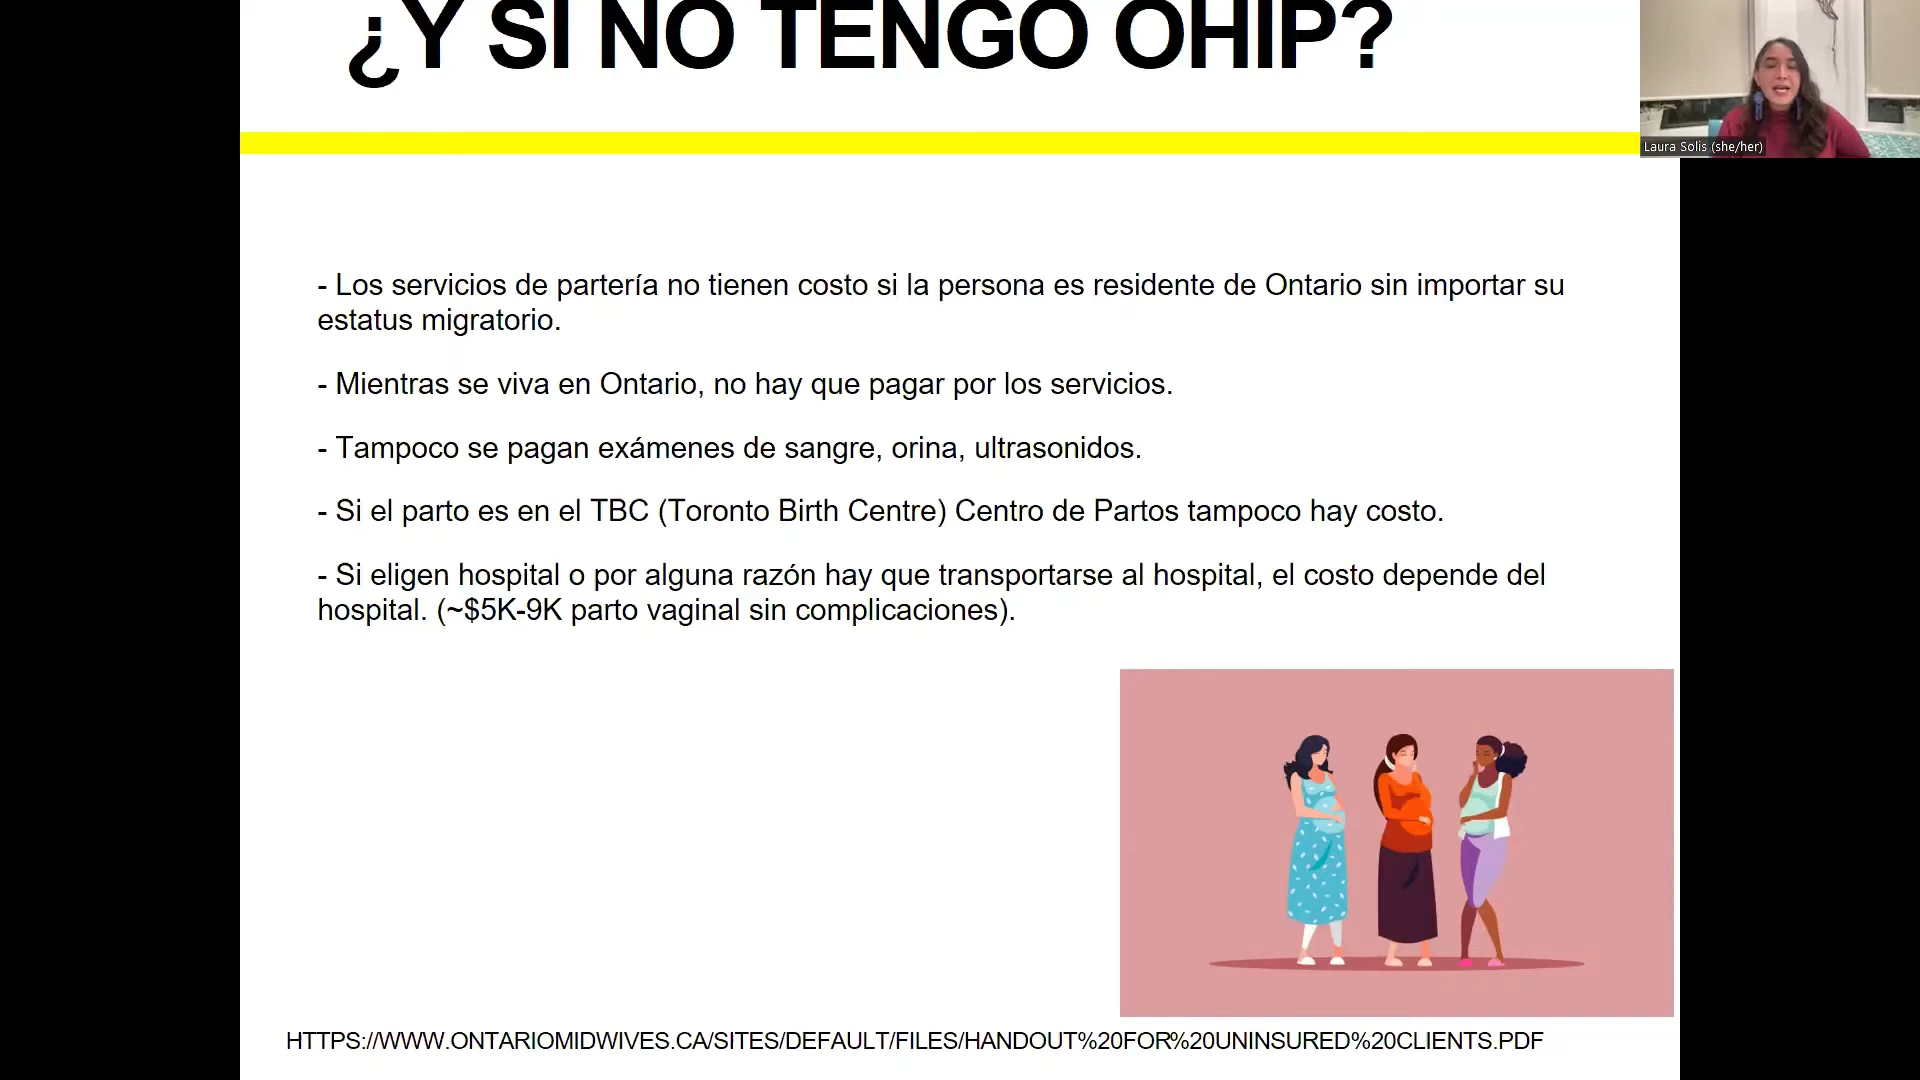 ¿Y SI NO TENGO OHIP?
Laura Solis (she/her)
- Los servicios de partería no tienen costo si la persona es residente de Ontario sin importar su
estatus migratorio.
- Mientras se viva en Ontario, no hay que pagar por los servicios.
- Tampoco se pagan exámenes de sangre, orina, ultrasonidos.
- Si el parto es en el TBC (Toronto Birth Centre) Centro de Partos tampoco hay costo.
- Si eligen hospital o por alguna razón hay que transportarse al hospital, el costo depende del
hospital. (~$5K-9K parto vaginal sin complicaciones).
HTTPS://WWW.ONTARIOMIDWIVES.CA/SITES/DEFAULT/FILES/HANDOUT%20FOR%20UNINSURED%20CLIENTS.PDF